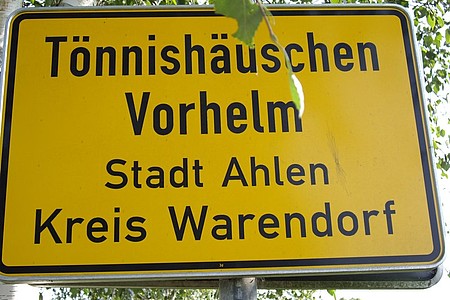 Tönnishäuschen
Vorhelm
Stadt Ahlen
Kreis Warendorf